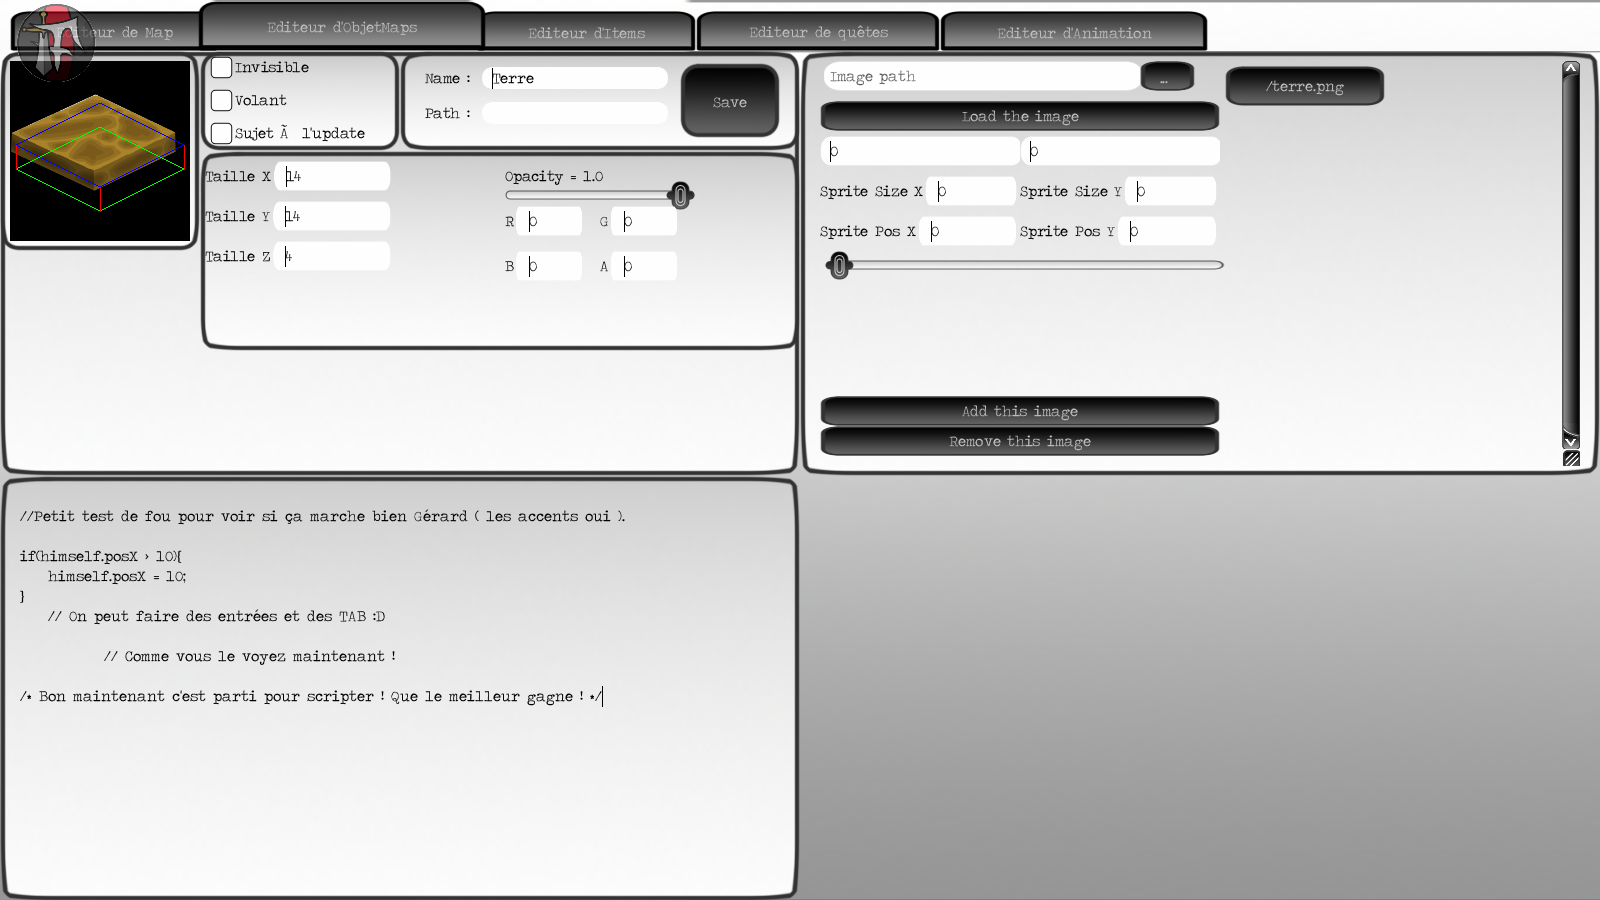 Editeur de Map
Editeur d'ObjetMaps
Editeur d'Items
Editeur de quêtes
Editeur d'Animation
Invisible
Volant
Sujet Ã l'update
Name :
Terre
Path :
Save
Taille X
14
Taille Y
14
Taille Z
4
Opacity = 1.0
R
0
G
0
B
0
A
0
Image path
...
/terre.png
Load the image
0
0
Sprite Size X
0
Sprite Size Y
0
Sprite Pos X
0
Sprite Pos Y
0
Add this image
Remove this image
//Petit test de fou pour voir si ça marche bien Gérard ( les accents oui ).
if(himself.posX > 10){
himself.posX = 10;
}
// On peut faire des entrées et des TAB :D
// Comme vous le voyez maintenant !
/* Bon maintenant c'est parti pour scripter ! Que le meilleur gagne ! */